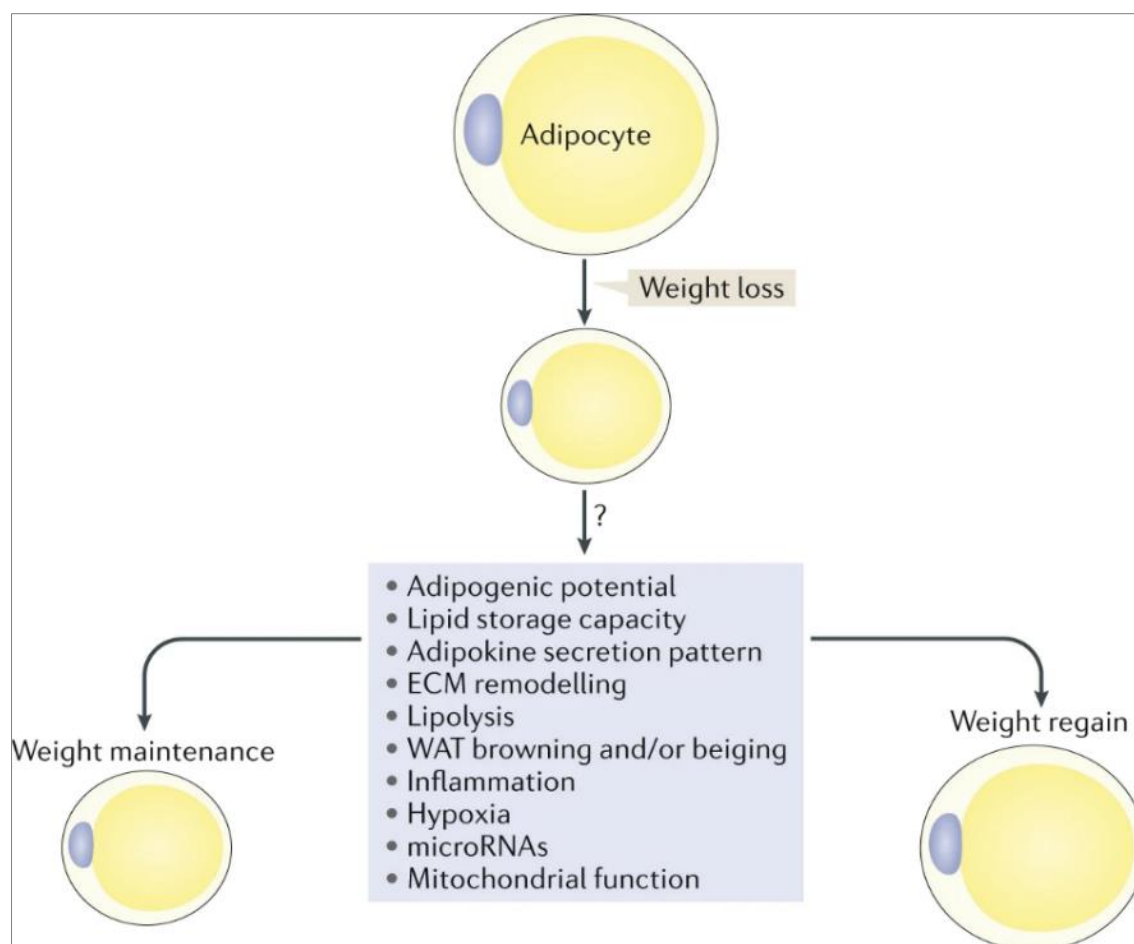 Adipocyte
Weight loss
?
• Adipogenic potential
• Lipid storage capacity
• Adipokine secretion pattern
• ECM remodelling
• Lipolysis
• WAT browning and/or beiging
• Inflammation
• Hypoxia
• microRNAs
• Mitochondrial function
Weight maintenance
Weight regain